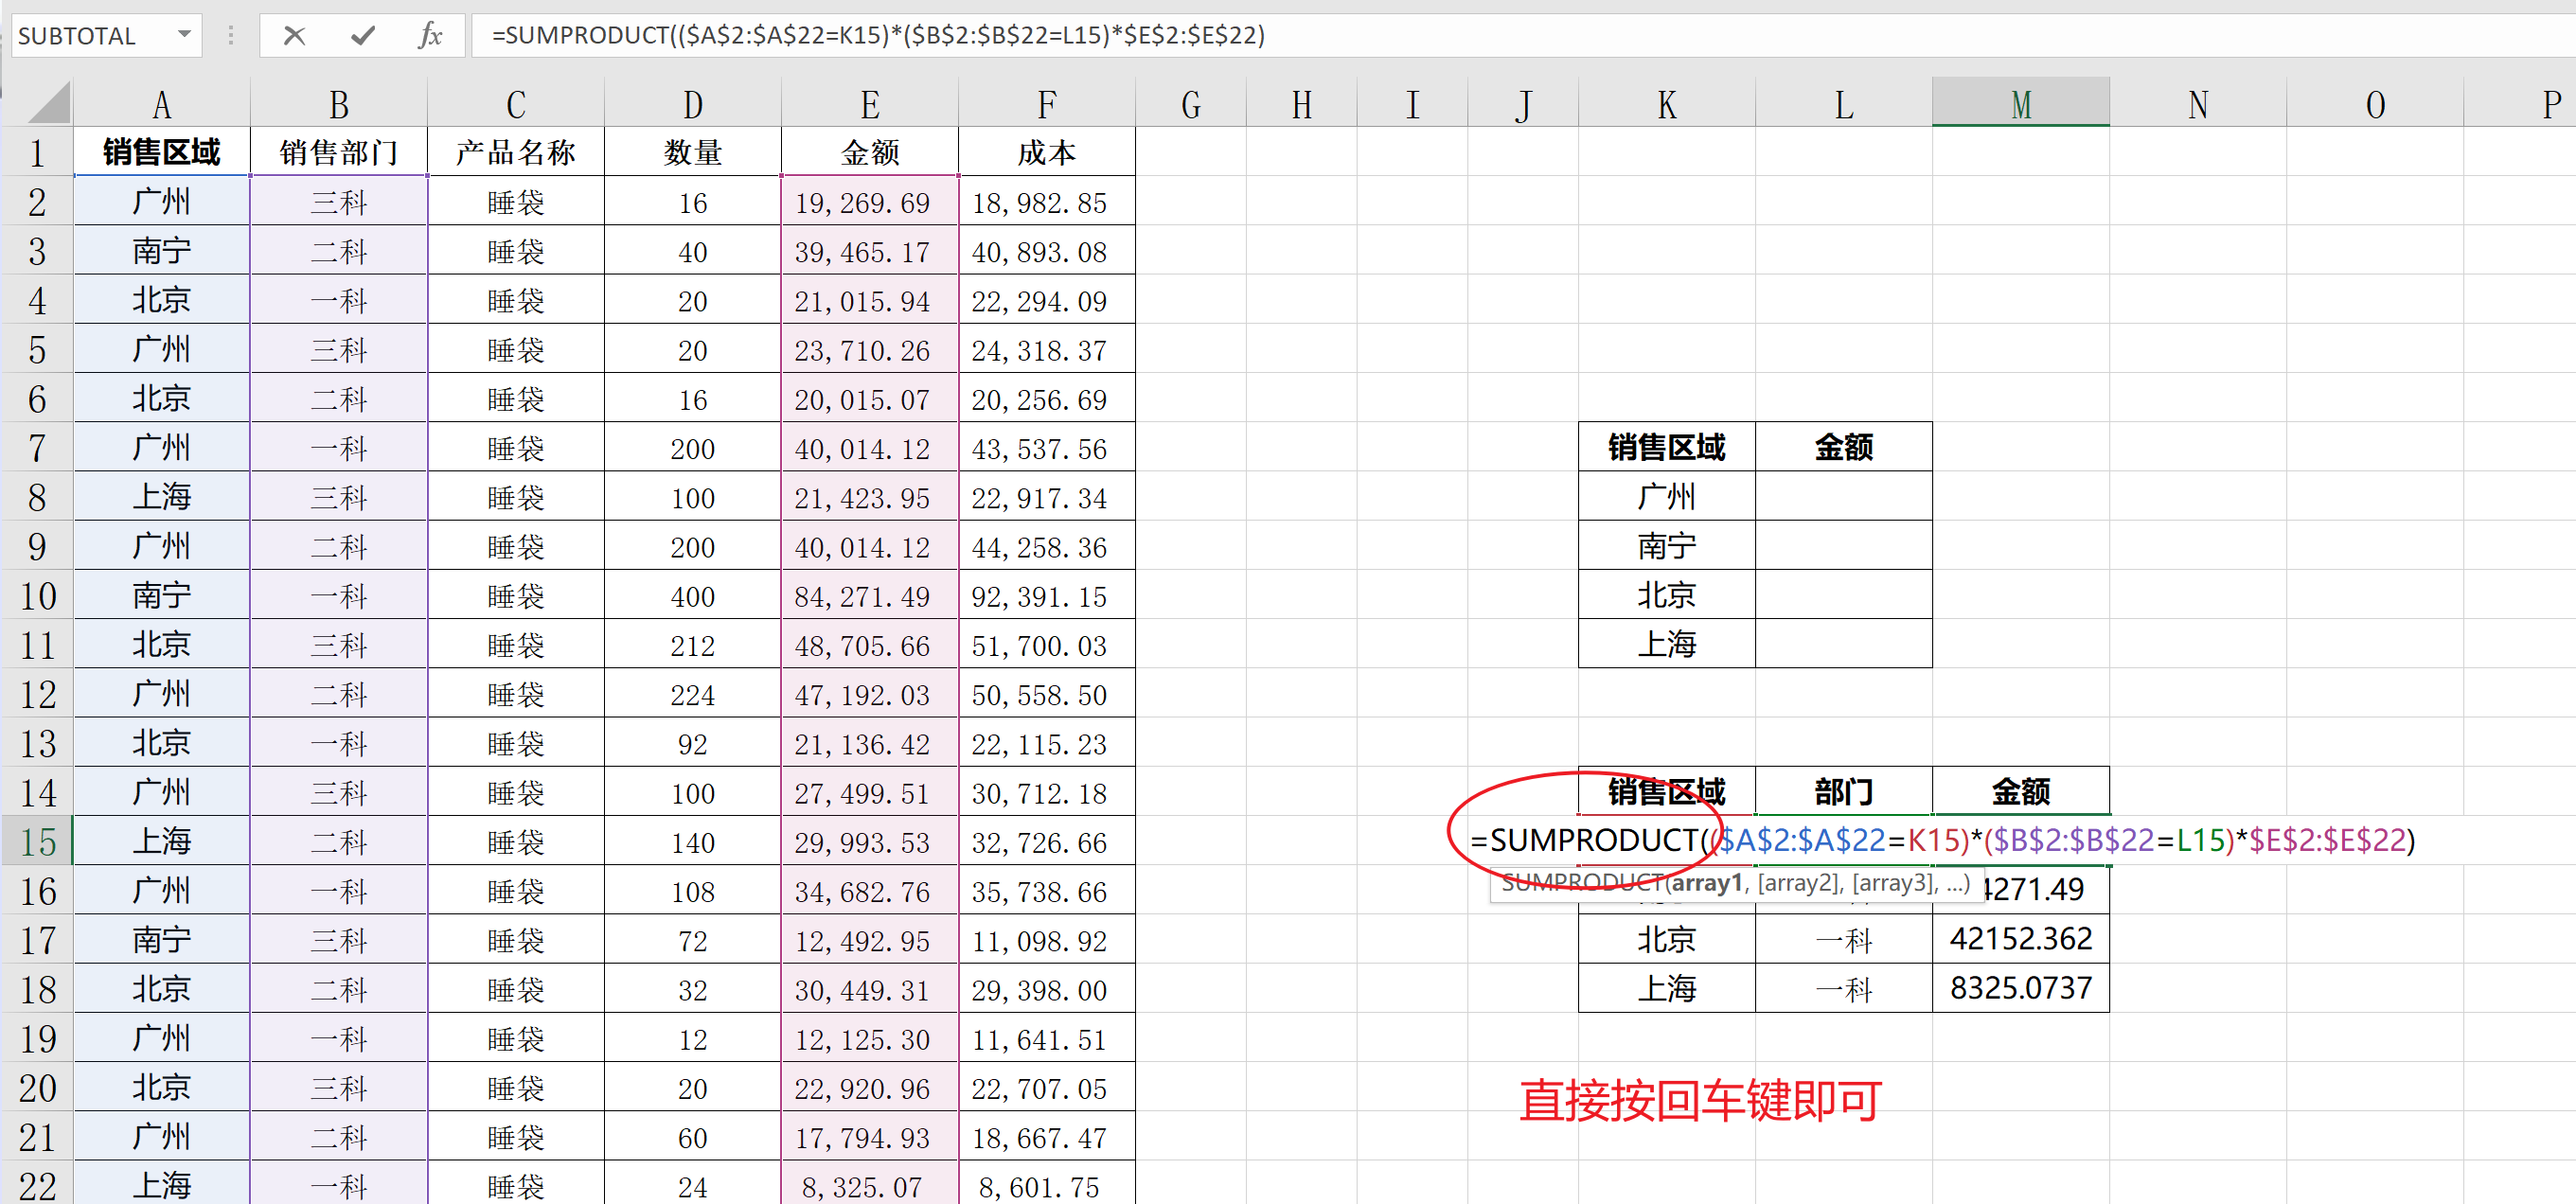 SUBTOTAL =SUMPRODUCT(($A$2:$A$22=K15)*($B$2:$B$22=L15)*$E$2:$E$22)
A B C D E F G H I J K L M N O P
1 销售区域 销售部门 产品名称 数量 金额 成本
2 广州 三科 睡袋 16 19,269.69 18,982.85
3 南宁 二科 睡袋 40 39,465.17 40,893.08
4 北京 一科 睡袋 20 21,015.94 22,294.09
5 广州 三科 睡袋 20 23,710.26 24,318.37
6 北京 二科 睡袋 16 20,015.07 20,256.69
7 广州 一科 睡袋 200 40,014.12 43,537.56 销售区域 金额
8 上海 三科 睡袋 100 21,423.95 22,917.34 广州
9 广州 二科 睡袋 200 40,014.12 44,258.36 南宁
10 南宁 一科 睡袋 400 84,271.49 92,391.15 北京
11 北京 三科 睡袋 212 48,705.66 51,700.03 上海
12 广州 二科 睡袋 224 47,192.03 50,558.50
13 北京 一科 睡袋 92 21,136.42 22,115.23
14 广州 三科 睡袋 100 27,499.51 30,712.18 销售区域 部门 金额
15 上海 二科 睡袋 140 29,993.53 32,726.66 =SUMPRODUCT(($A$2:$A$22=K15)*($B$2:$B$22=L15)*$E$2:$E$22)
SUMPRODUCT(array1, [array2], [array3], ...)
16 广州 一科 睡袋 108 34,682.76 35,738.66 4271.49
17 南宁 三科 睡袋 72 12,492.95 11,098.92 北京 一科 42152.362
18 北京 二科 睡袋 32 30,449.31 29,398.00 上海 一科 8325.0737
19 广州 一科 睡袋 12 12,125.30 11,641.51
20 北京 三科 睡袋 20 22,920.96 22,707.05 直接按回车键即可
21 广州 二科 睡袋 60 17,794.93 18,667.47
22 上海 一科 睡袋 24 8,325.07 8,601.75